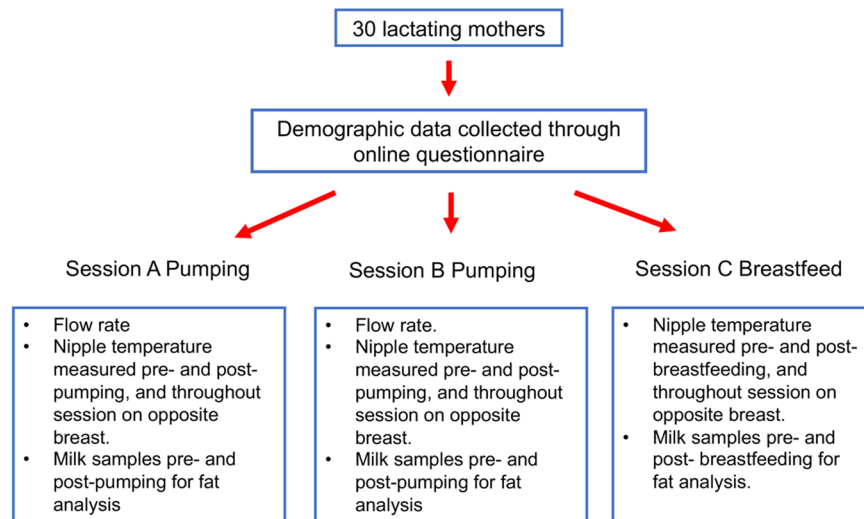 30 lactating mothers
Demographic data collected through
online questionnaire
Session A Pumping
• Flow rate
• Nipple temperature
measured pre- and post-
pumping, and throughout
session on opposite
breast.
• Milk samples pre- and
post-pumping for fat
analysis
Session B Pumping
• Flow rate.
• Nipple temperature
measured pre- and post-
pumping, and throughout
session on opposite
breast.
• Milk samples pre- and
post-pumping for fat
analysis
Session C Breastfeed
• Nipple temperature
measured pre- and post-
breastfeeding, and
throughout session on
opposite breast.
• Milk samples pre- and
post- breastfeeding for
fat analysis.